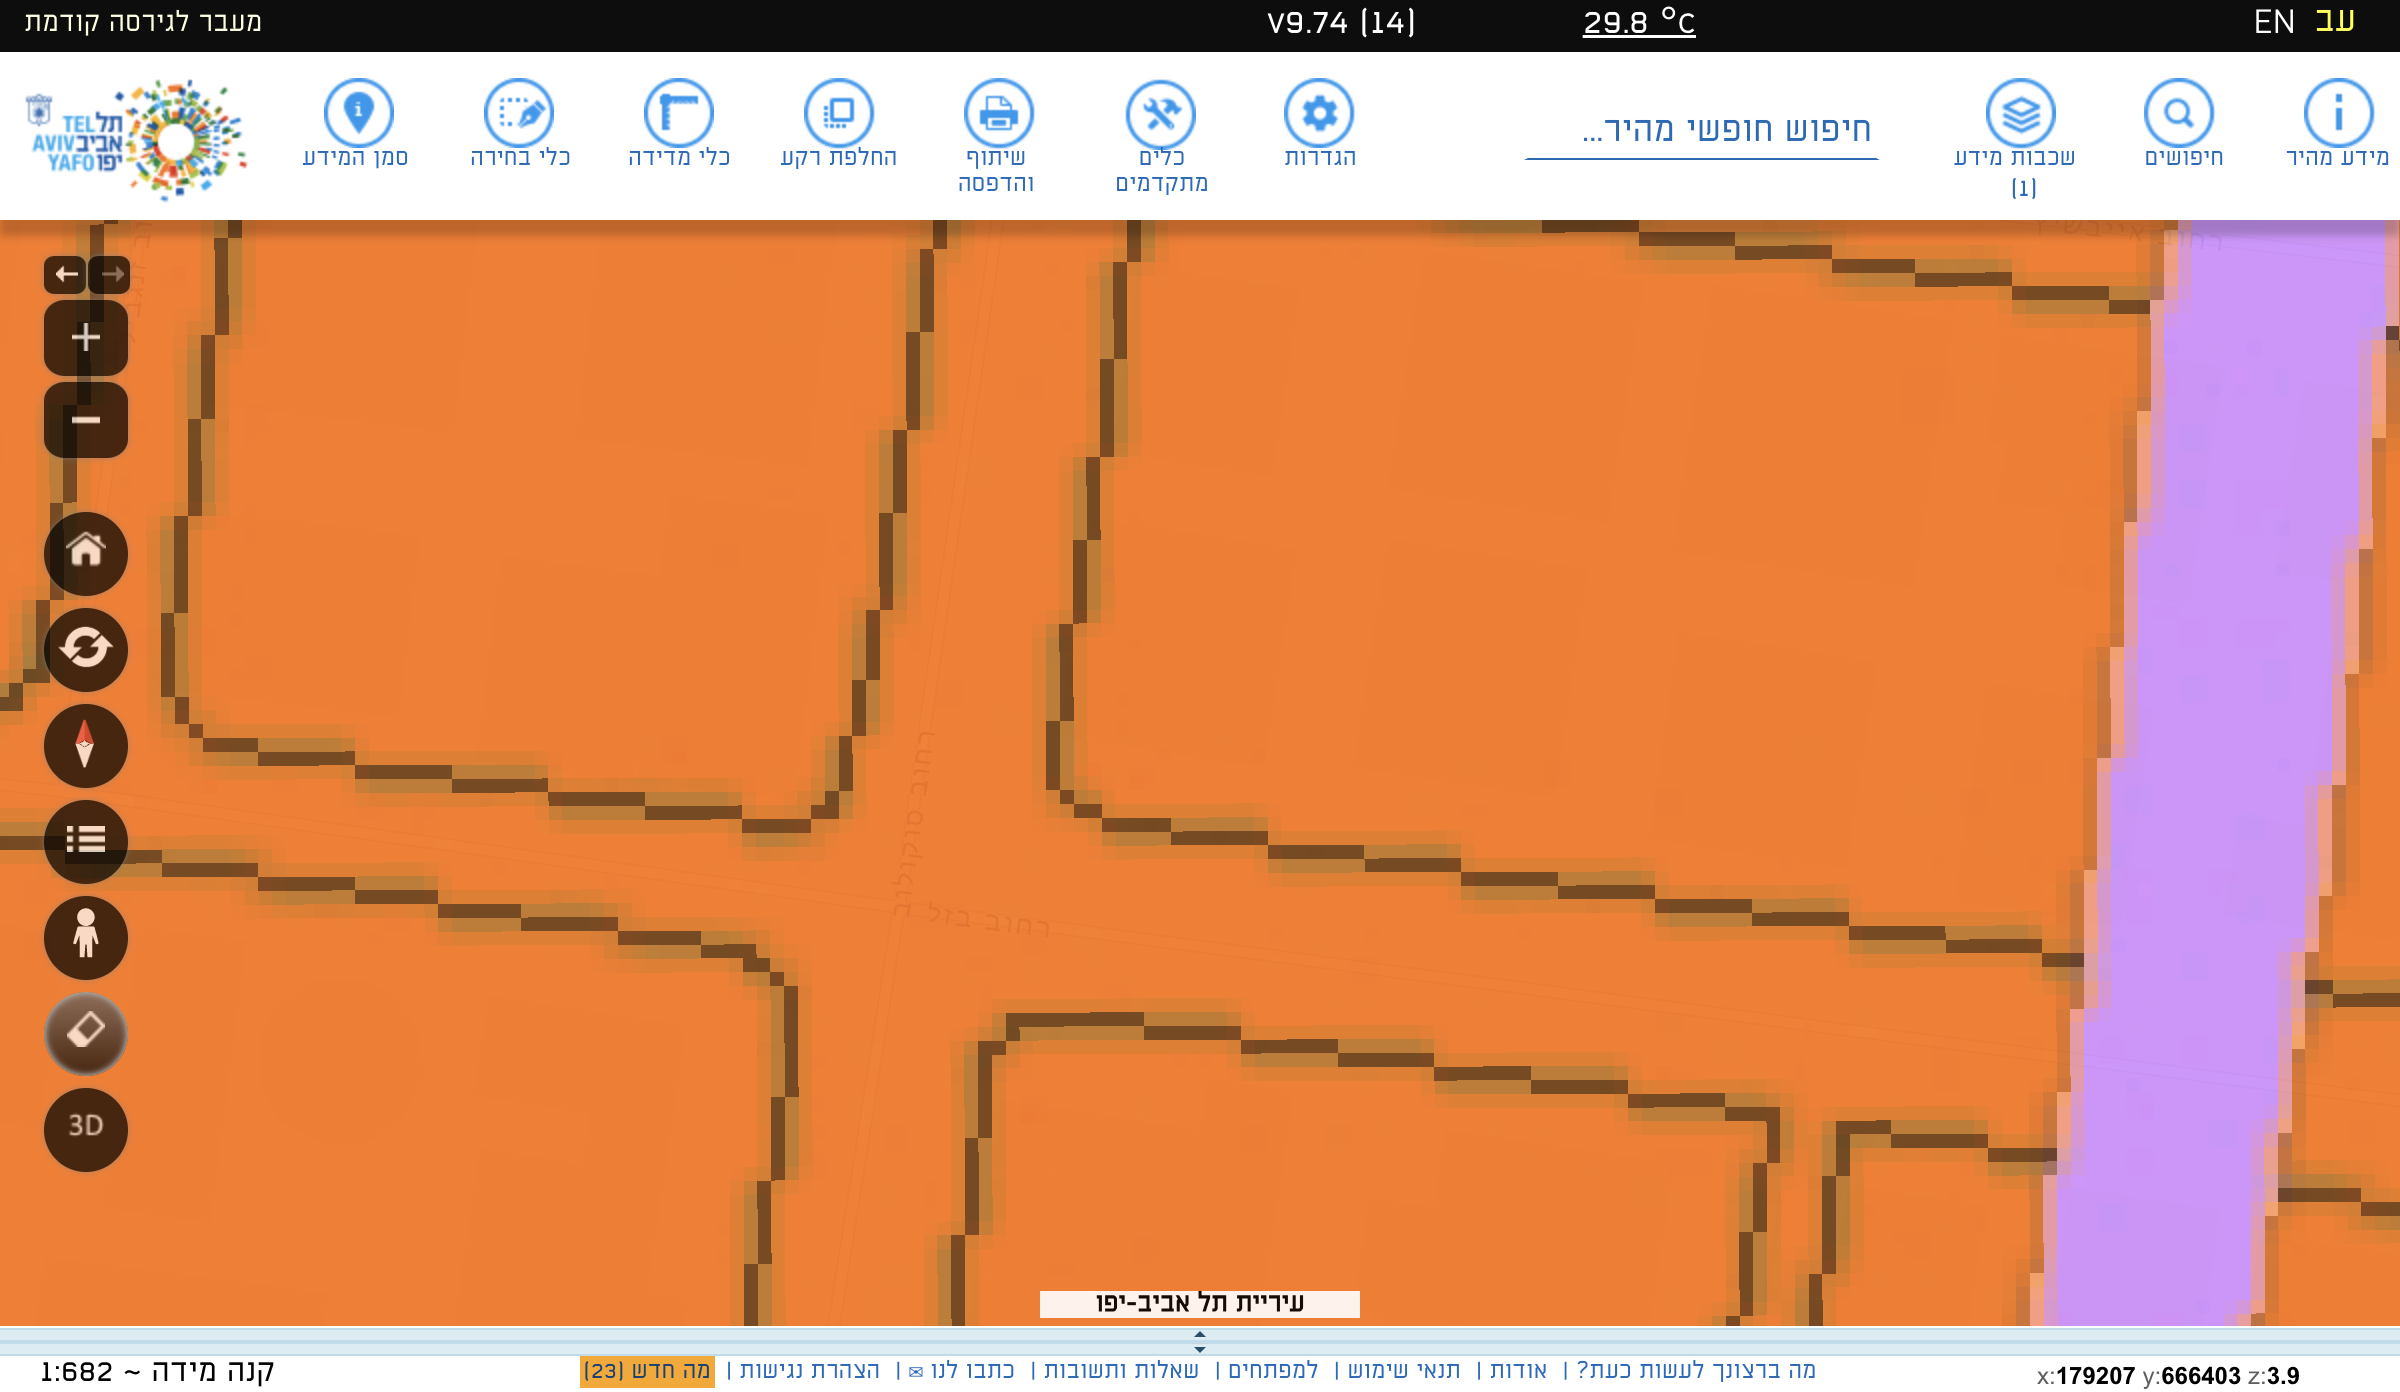 עב EN
29.8 °C
V9.74 (14)
מעבר לגירסה קודמת
מידע מהיר
חיפושים
שכבות מידע
(1)
חיפוש חופשי מהיר...
הגדרות
כלים
מתקדמים
שיתוף
והדפסה
החלפת רקע
כלי מדידה
כלי בחירה
סמן המידע
TEL תל
AVIV אביב
YAFO יפו
רחוב סוקולוב
רחוב בזל
3D
עיריית תל אביב-יפו
x:179207 y:666403 z:3.9
מה ברצונך לעשות כעת? | אודות | תנאי שימוש | למפתחים | שאלות ותשובות | כתבו לנו ✉ | הצהרת נגישות | מה חדש (23)
קנה מידה ~ 1:682